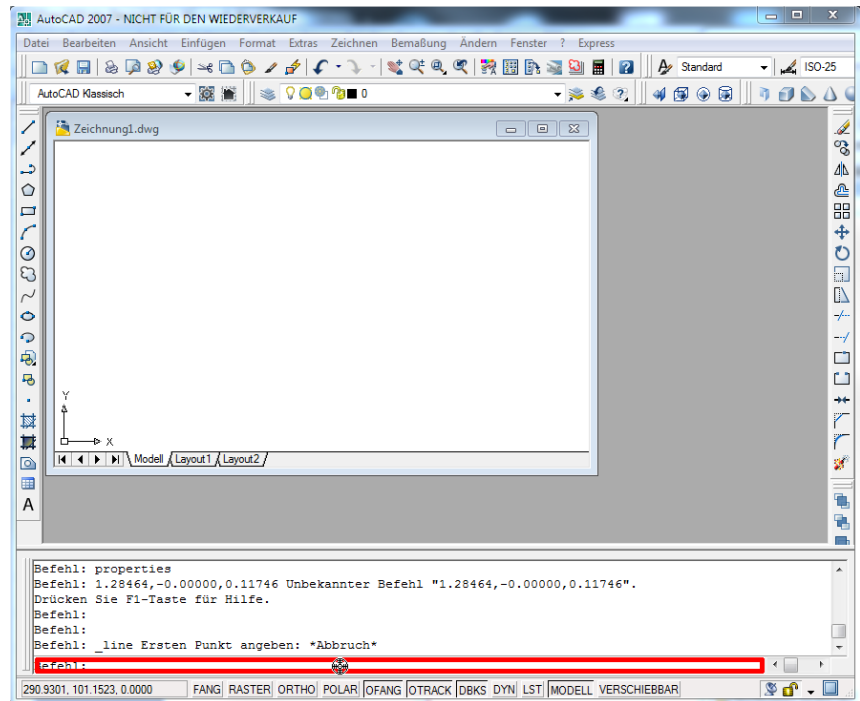 AutoCAD 2007 - NICHT FÜR DEN WIEDERVERKAUF
Datei Bearbeiten Ansicht Einfügen Format Extras Zeichnen Bemaßung Ändern Fenster ? Express
Standard ISO-25
AutoCAD Klassisch 0
Zeichnung1.dwg
Y
X
Modell Layout1 Layout2
A
Befehl: properties
Befehl: 1.28464,-0.00000,0.11746 Unbekannter Befehl "1.28464,-0.00000,0.11746".
Drücken Sie F1-Taste für Hilfe.
Befehl:
Befehl:
Befehl: _line Ersten Punkt angeben: *Abbruch*
Befehl:
290.9301, 101.1523, 0.0000 FANG RASTER ORTHO POLAR OFANG OTRACK DBKS DYN LST MODELL VERSCHIEBBAR